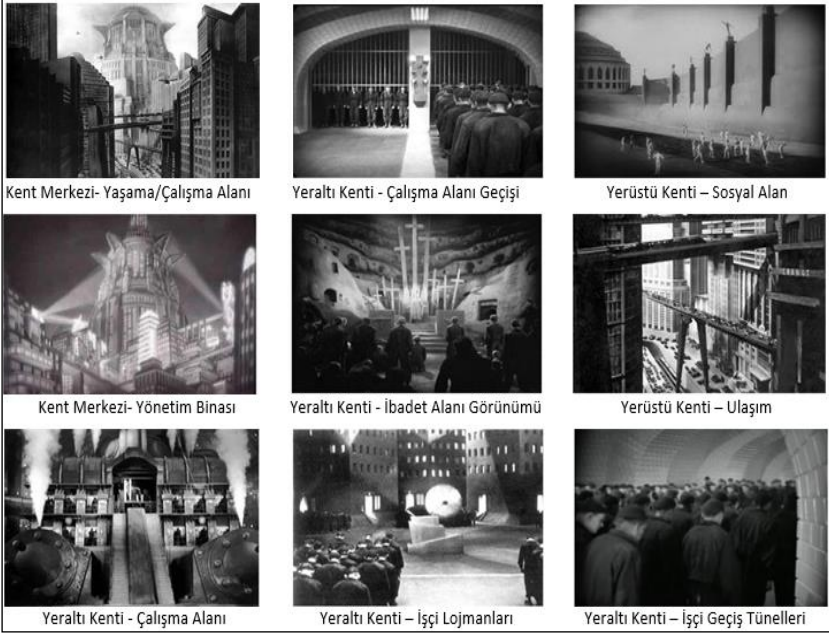 Kent Merkezi- Yaşama/Çalışma Alanı
Yeraltı Kenti - Çalışma Alanı Geçişi
Yerüstü Kenti – Sosyal Alan
Kent Merkezi- Yönetim Binası
Yeraltı Kenti - İbadet Alanı Görünümü
Yerüstü Kenti – Ulaşım
Yeraltı Kenti - Çalışma Alanı
Yeraltı Kenti – İşçi Lojmanları
Yeraltı Kenti – İşçi Geçiş Tünelleri